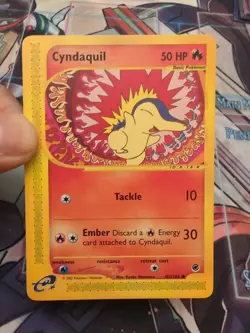 Cyndaquil 50 HP
Basic Pokémon
Tackle 10
Ember Discard a Energy 30
card attached to Cyndaquil.
weakness resistance retreat cost